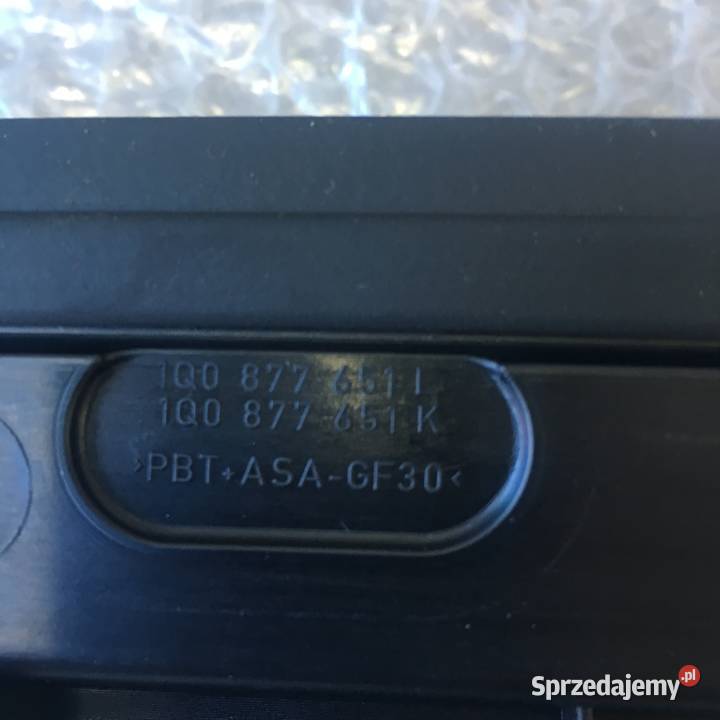 1Q0 877 651 I
1Q0 877 651 K
>PBT+ASA-GF30<
Sprzedajemy.pl